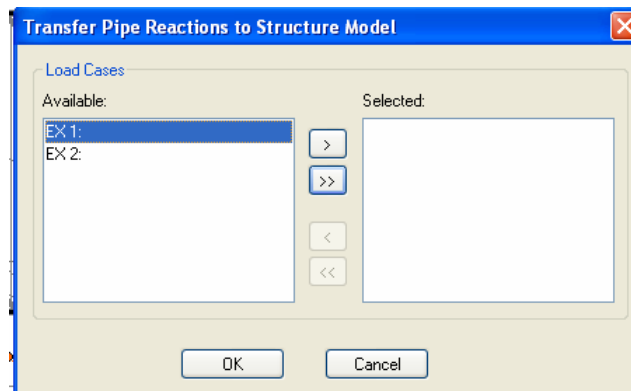 Transfer Pipe Reactions to Structure Model
Load Cases
Available:
Selected:
EX 1:
EX 2:
>
>>
<
<<
OK
Cancel